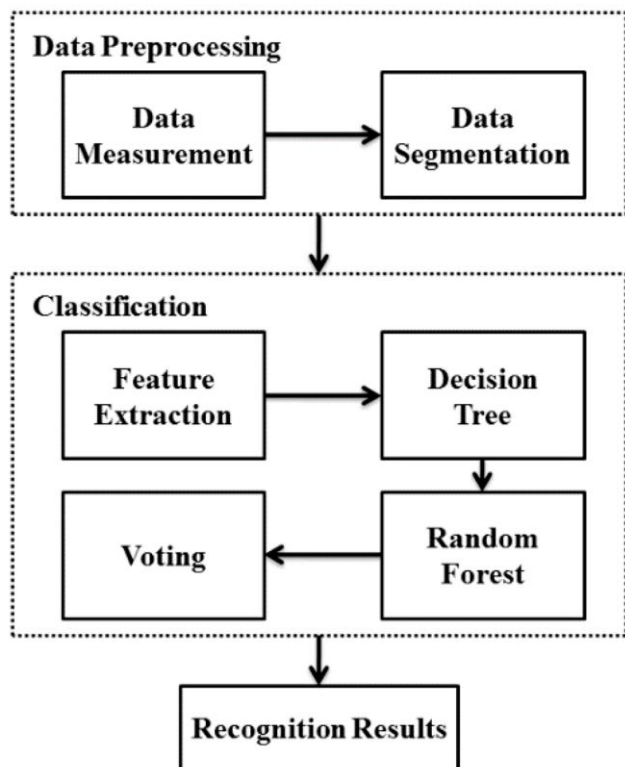 Data Preprocessing
Data
Measurement
Data
Segmentation
Classification
Feature
Extraction
Decision
Tree
Voting
Random
Forest
Recognition Results